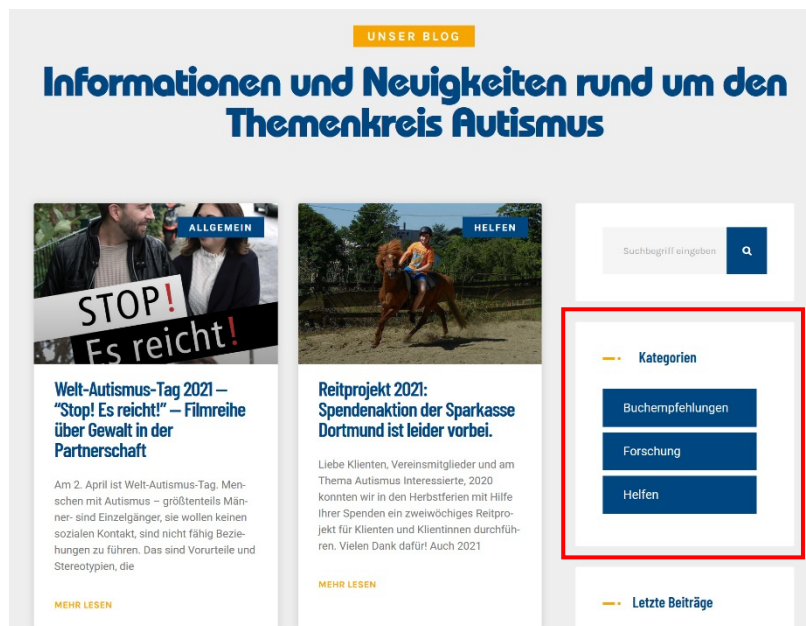 UNSER BLOG
Informationen und Neuigkeiten rund um den
Themenkreis Autismus
ALLGEMEIN
STOP!
Es reicht!
Welt-Autismus-Tag 2021 –
“Stop! Es reicht!” – Filmreihe
über Gewalt in der
Partnerschaft
Am 2. April ist Welt-Autismus-Tag. Men-
schen mit Autismus – größtenteils Män-
ner- sind Einzelgänger, sie wollen keinen
sozialen Kontakt, sind nicht fähig Bezie-
hungen zu führen. Das sind Vorurteile und
Stereotypien, die
MEHR LESEN
HELFEN
Reitprojekt 2021:
Spendenaktion der Sparkasse
Dortmund ist leider vorbei.
Liebe Klienten, Vereinsmitglieder und am
Thema Autismus Interessierte, 2020
konnten wir in den Herbstferien mit Hilfe
Ihrer Spenden ein zweiwöchiges Reitpro-
jekt für Klienten und Klientinnen durchfüh-
ren. Vielen Dank dafür! Auch 2021
MEHR LESEN
Suchbegriff eingeben
Kategorien
Buchempfehlungen
Forschung
Helfen
Letzte Beiträge